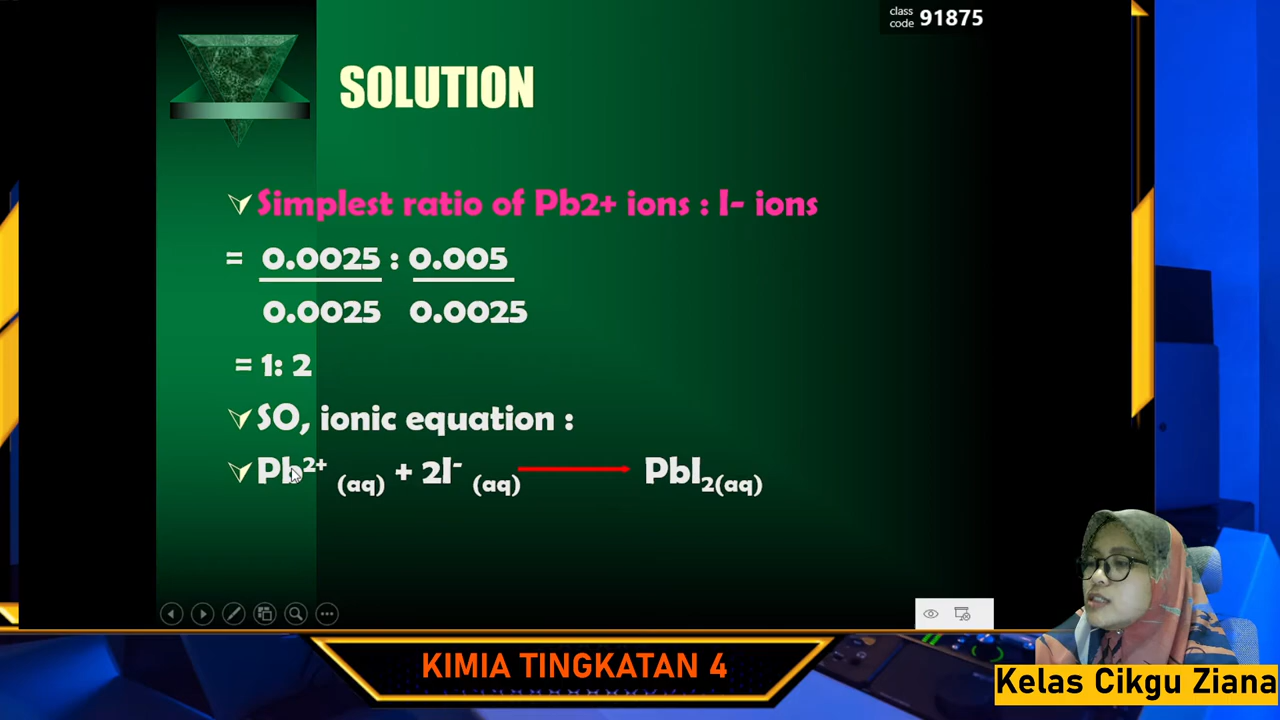 class code 91875
SOLUTION
Simplest ratio of Pb2+ ions : I- ions
= 0.0025 : 0.005
0.0025 0.0025
= 1: 2
SO, ionic equation :
Pb²⁺ (aq) + 2I⁻ (aq) PbI₂(aq)
KIMIA TINGKATAN 4
Kelas Cikgu Ziana